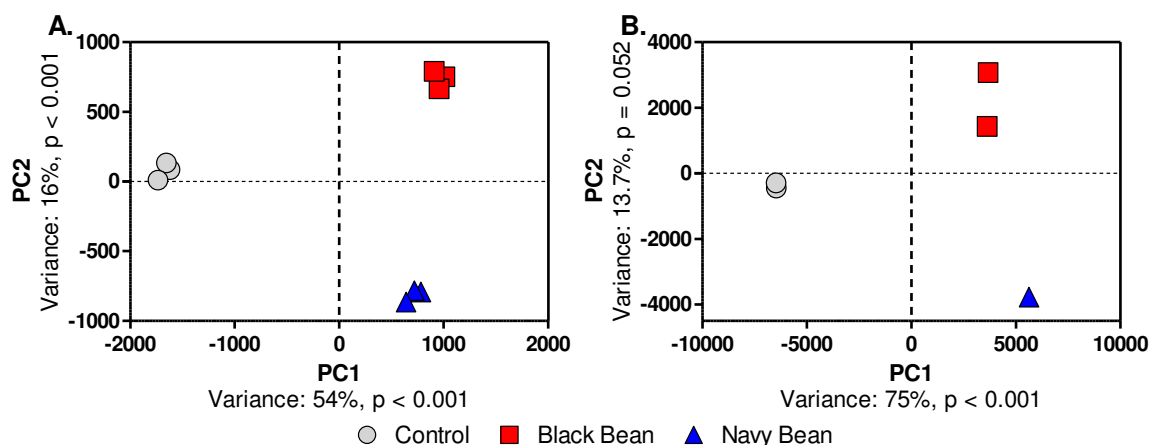 A.
1000
500
0
-500
-1000
PC2
Variance: 16%, p < 0.001
-2000 -1000 0 1000 2000
PC1
Variance: 54%, p < 0.001
B.
4000
2000
0
-2000
-4000
PC2
Variance: 13.7%, p = 0.052
-10000 -5000 0 5000 10000
PC1
Variance: 75%, p < 0.001
Control Black Bean Navy Bean